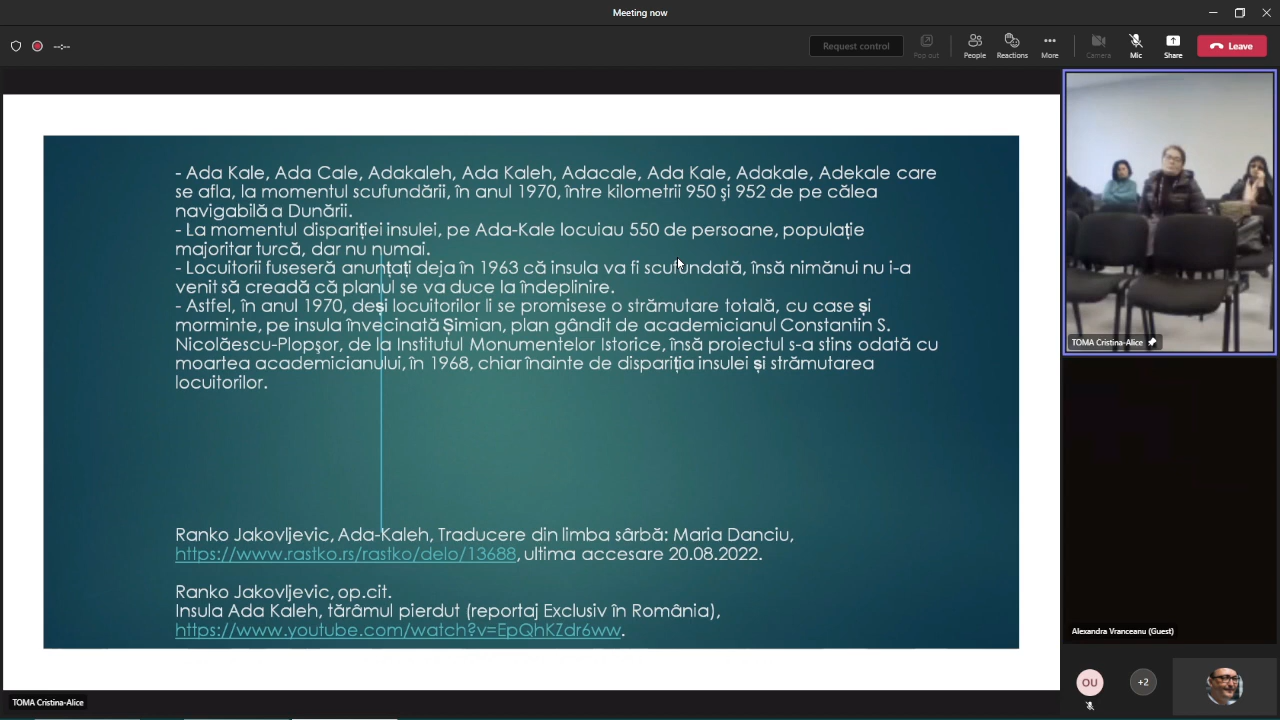 Meeting now
--:--
Request control
Pop out
People
Reactions
More
Camera
Mic
Share
Leave
- Ada Kale, Ada Cale, Adakaleh, Ada Kaleh, Adacale, Ada Kale, Adakale, Adekale care
se afla, la momentul scufundării, în anul 1970, între kilometrii 950 şi 952 de pe călea
navigabilă a Dunării.
- La momentul dispariției insulei, pe Ada-Kale locuiau 550 de persoane, populație
majoritar turcă, dar nu numai.
- Locuitorii fuseseră anunțați deja în 1963 că insula va fi scufundată, însă nimănui nu i-a
venit să creadă că planul se va duce la îndeplinire.
- Astfel, în anul 1970, deși locuitorilor li se promisese o strămutare totală, cu case și
morminte, pe insula învecinată Șimian, plan gândit de academicianul Constantin S.
Nicolăescu-Plopşor, de la Institutul Monumentelor Istorice, însă proiectul s-a stins odată cu
moartea academicianului, în 1968, chiar înainte de dispariția insulei și strămutarea
locuitorilor.
Ranko Jakovljevic, Ada-Kaleh, Traducere din limba sârbă: Maria Danciu,
https://www.rastko.rs/rastko/delo/13688, ultima accesare 20.08.2022.
Ranko Jakovljevic, op.cit.
Insula Ada Kaleh, tărâmul pierdut (reportaj Exclusiv în România),
https://www.youtube.com/watch?v=EpQhKZdr6ww.
TOMA Cristina-Alice
Alexandra Vranceanu (Guest)
OU
+2
TOMA Cristina-Alice